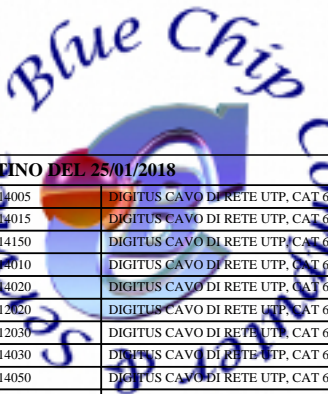 Blue Chip
TINO DEL 25/01/2018
14005 DIGITUS CAVO DI RETE UTP, CAT 6
14015 DIGITUS CAVO DI RETE UTP, CAT 6
14150 DIGITUS CAVO DI RETE UTP, CAT 6
14010 DIGITUS CAVO DI RETE UTP, CAT 6
14020 DIGITUS CAVO DI RETE UTP, CAT 6
12020 DIGITUS CAVO DI RETE UTP, CAT 6
12030 DIGITUS CAVO DI RETE UTP, CAT 6
14030 DIGITUS CAVO DI RETE UTP, CAT 6
14050 DIGITUS CAVO DI RETE UTP, CAT 6